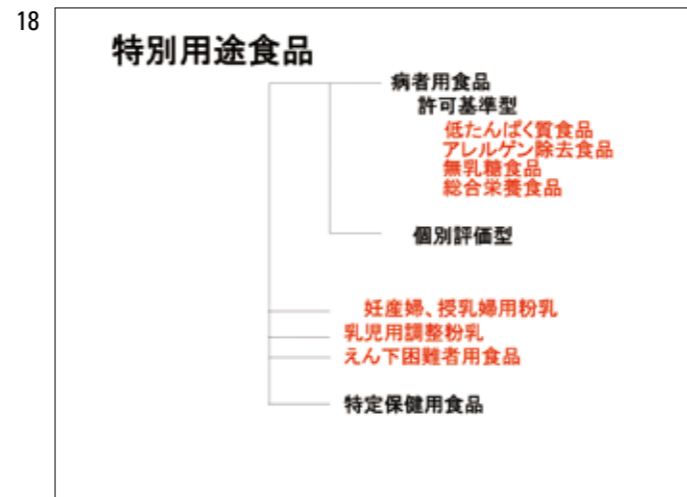 18
特別用途食品
病者用食品
許可基準型
低たんぱく質食品
アレルゲン除去食品
無乳糖食品
総合栄養食品
個別評価型
妊産婦、授乳婦用粉乳
乳児用調整粉乳
えん下困難者用食品
特定保健用食品